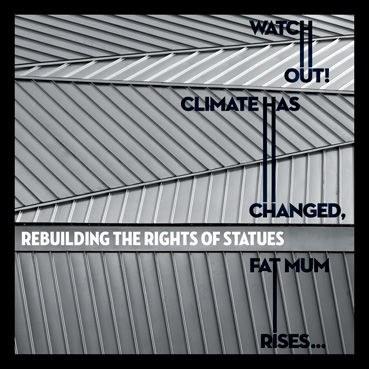 WATCH
OUT!
CLIMATE HAS
CHANGED,
REBUILDING THE RIGHTS OF STATUES
FAT MUM
RISES...